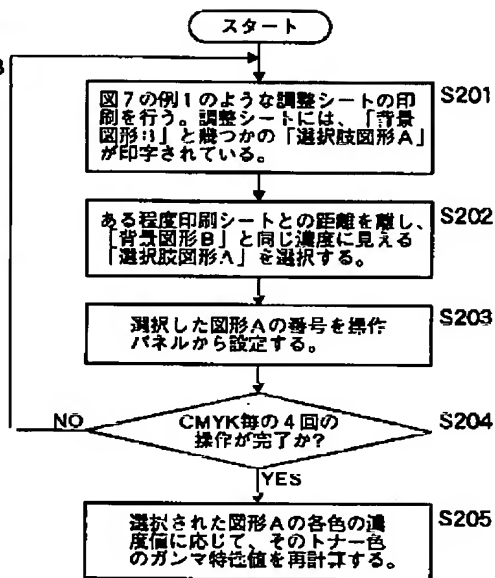 スタート
図7の例1のような調整シートの印
刷を行う。調整シートには、「背景
図形B」と幾つかの「選択肢図形A」
が印字されている。
S201
ある程度印刷シートとの距離を離し、
「背景図形B」と同じ濃度に見える
「選択肢図形A」を選択する。
S202
選択した図形Aの番号を操作
パネルから設定する。
S203
CMYK毎の4回の
操作が完了か?
S204
NO
YES
選択された図形Aの各色の濃
度値に応じて、そのトナー色
のガンマ特性値を再計算する。
S205